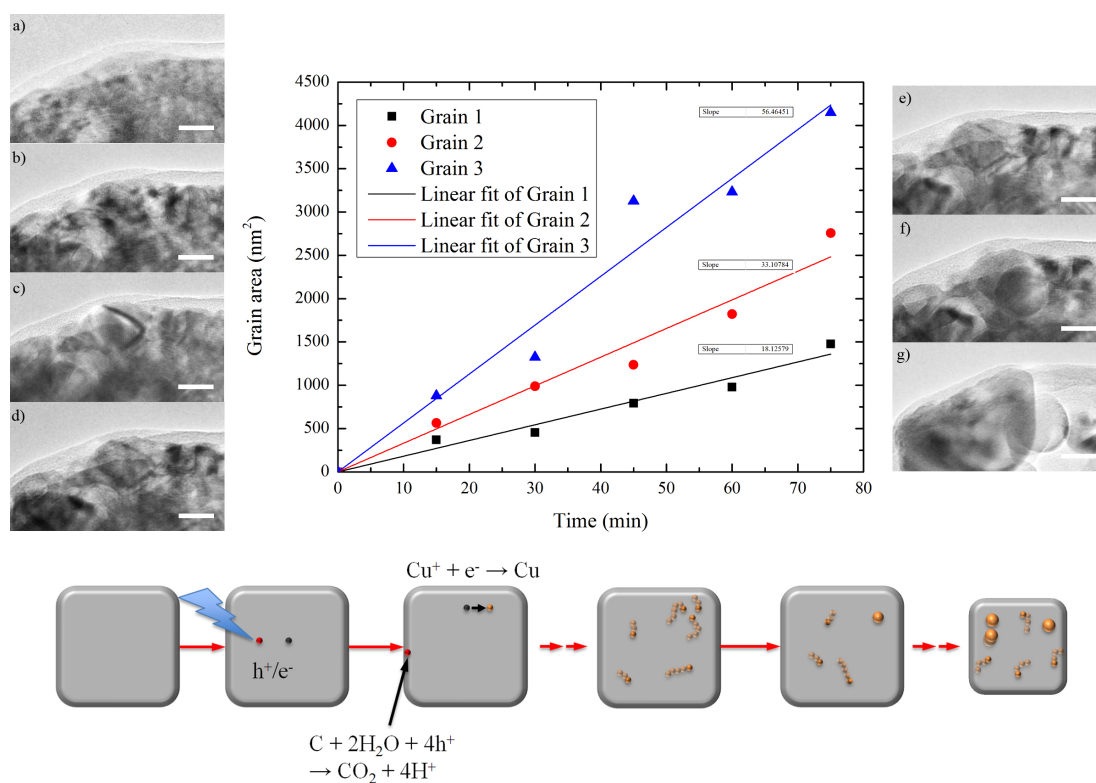 a)
b)
c)
d)
4500
4000
3500
3000
2500
2000
1500
1000
500
0
Grain area (nm²)
Grain 1
Grain 2
Grain 3
Linear fit of Grain 1
Linear fit of Grain 2
Linear fit of Grain 3
Slope 56.46451
Slope 33.10784
Slope 18.12579
0 10 20 30 40 50 60 70 80
Time (min)
e)
f)
g)
Cu⁺ + e⁻ → Cu
h⁺/e⁻
C + 2H₂O + 4h⁺
→ CO₂ + 4H⁺